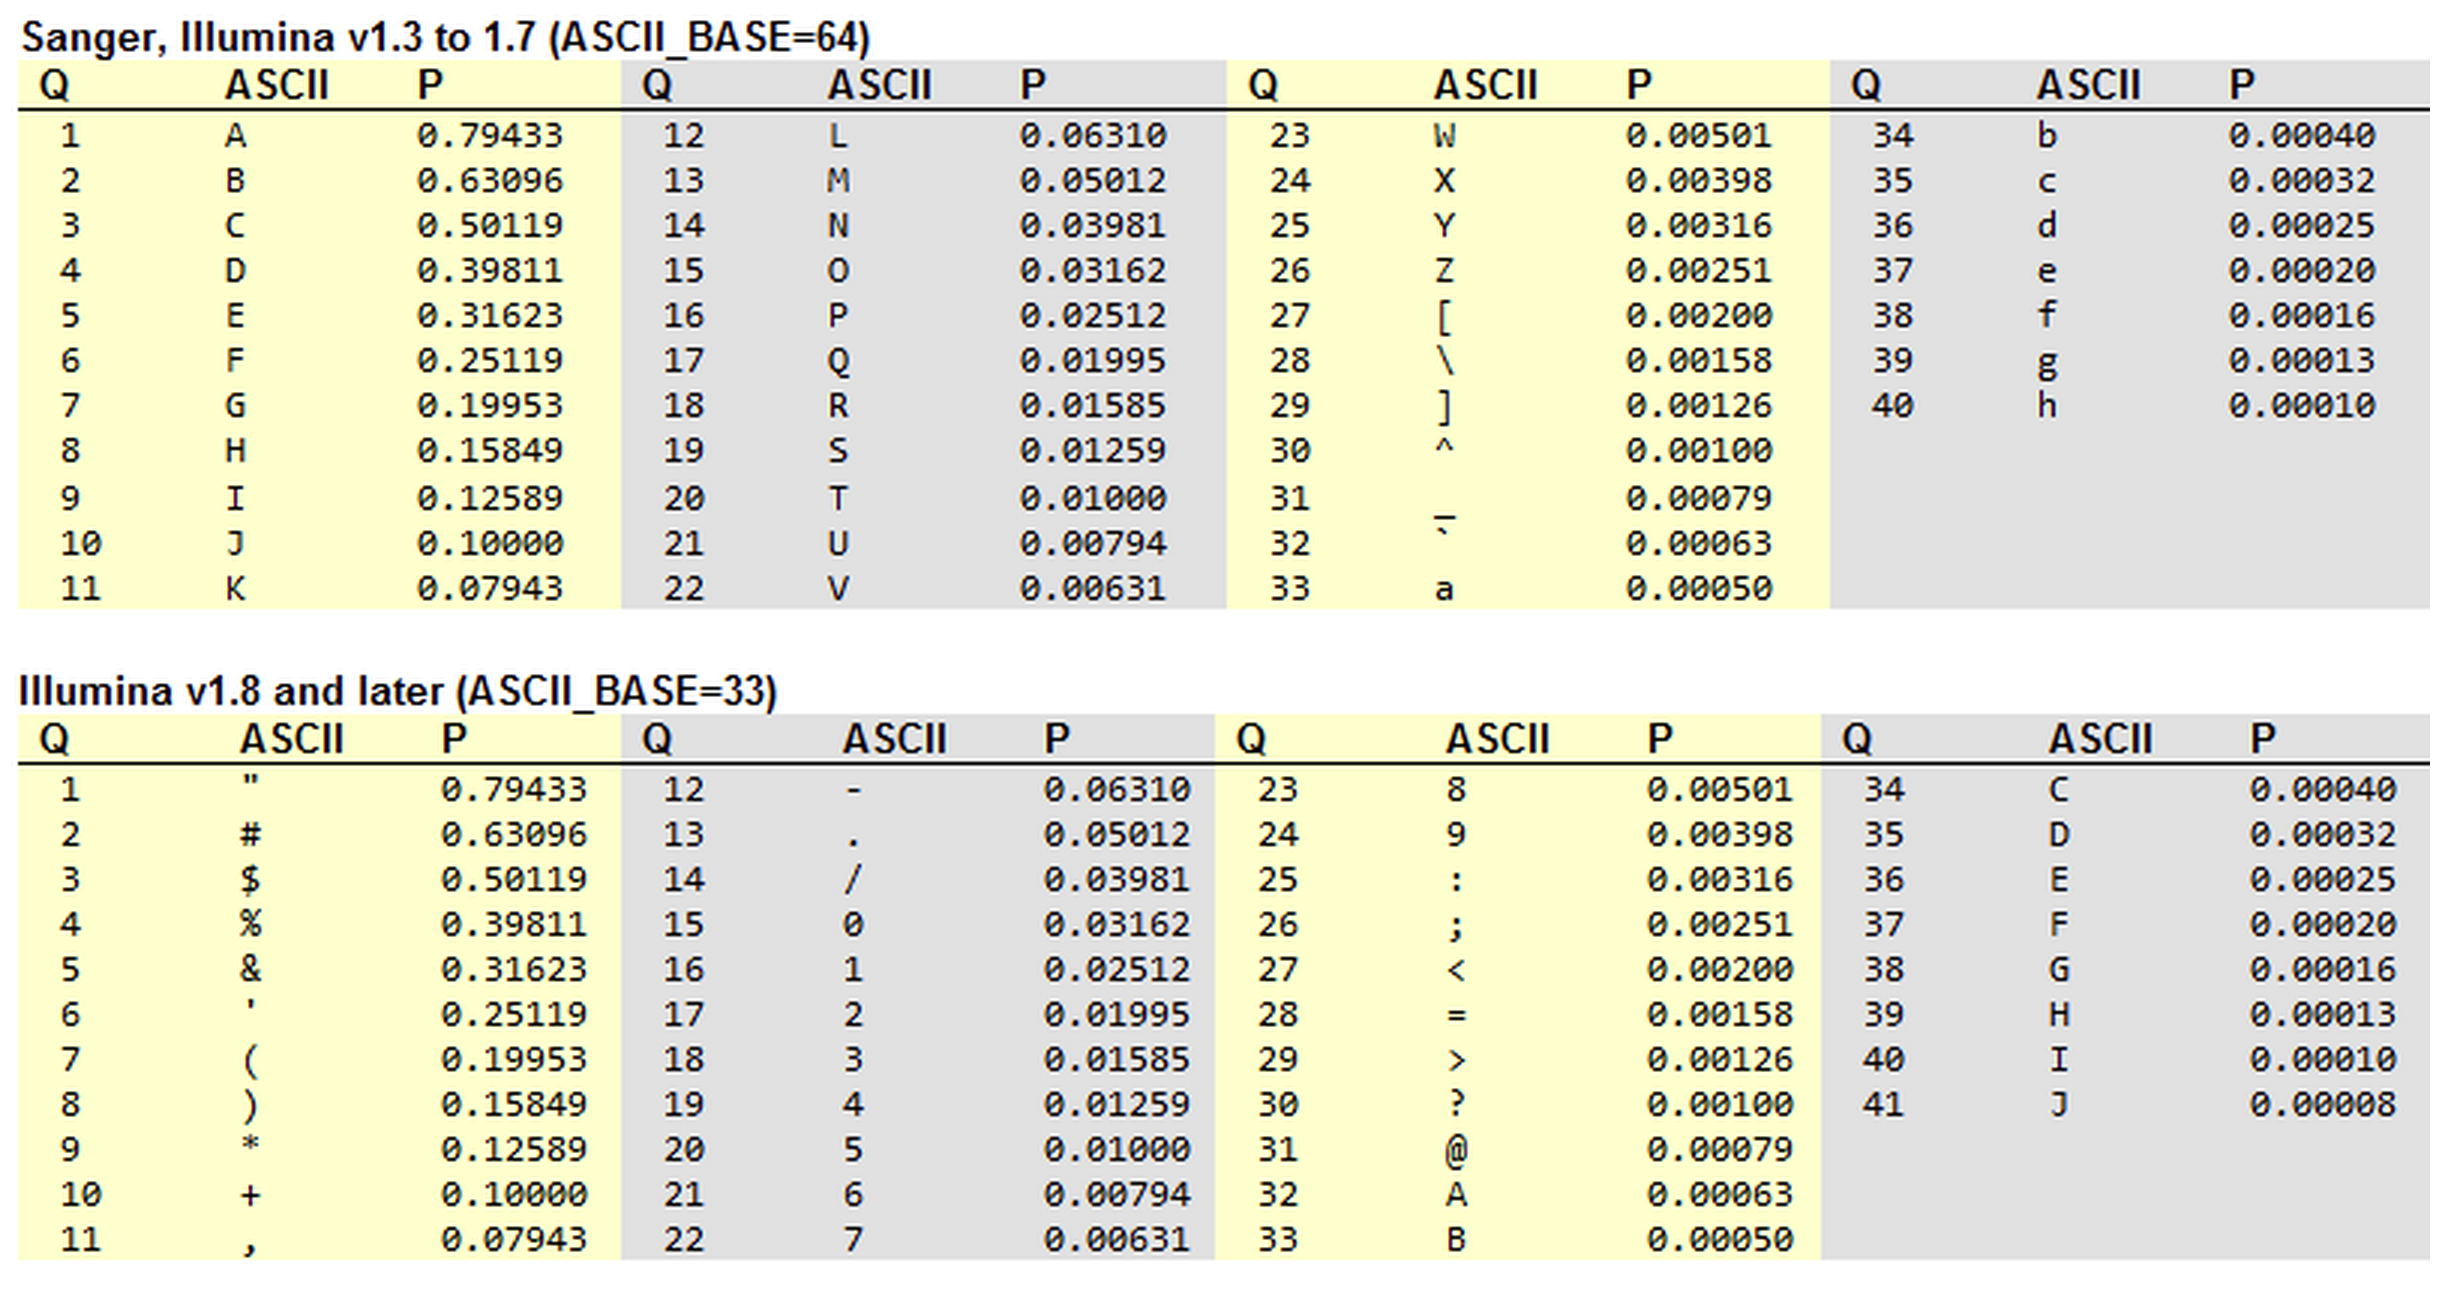 Sanger, Illumina v1.3 to 1.7 (ASCII_BASE=64)
Q ASCII P Q ASCII P Q ASCII P Q ASCII P
1 A 0.79433 12 L 0.06310 23 W 0.00501 34 b 0.00040
2 B 0.63096 13 M 0.05012 24 X 0.00398 35 c 0.00032
3 C 0.50119 14 N 0.03981 25 Y 0.00316 36 d 0.00025
4 D 0.39811 15 O 0.03162 26 Z 0.00251 37 e 0.00020
5 E 0.31623 16 P 0.02512 27 [ 0.00200 38 f 0.00016
6 F 0.25119 17 Q 0.01995 28 \ 0.00158 39 g 0.00013
7 G 0.19953 18 R 0.01585 29 ] 0.00126 40 h 0.00010
8 H 0.15849 19 S 0.01259 30 ^ 0.00100
9 I 0.12589 20 T 0.01000 31 _ 0.00079
10 J 0.10000 21 U 0.00794 32 ` 0.00063
11 K 0.07943 22 V 0.00631 33 a 0.00050
Illumina v1.8 and later (ASCII_BASE=33)
Q ASCII P Q ASCII P Q ASCII P Q ASCII P
1 " 0.79433 12 - 0.06310 23 8 0.00501 34 C 0.00040
2 # 0.63096 13 . 0.05012 24 9 0.00398 35 D 0.00032
3 $ 0.50119 14 / 0.03981 25 : 0.00316 36 E 0.00025
4 % 0.39811 15 0 0.03162 26 ; 0.00251 37 F 0.00020
5 & 0.31623 16 1 0.02512 27 < 0.00200 38 G 0.00016
6 ' 0.25119 17 2 0.01995 28 = 0.00158 39 H 0.00013
7 ( 0.19953 18 3 0.01585 29 > 0.00126 40 I 0.00010
8 ) 0.15849 19 4 0.01259 30 ? 0.00100 41 J 0.00008
9 * 0.12589 20 5 0.01000 31 @ 0.00079
10 + 0.10000 21 6 0.00794 32 A 0.00063
11 , 0.07943 22 7 0.00631 33 B 0.00050